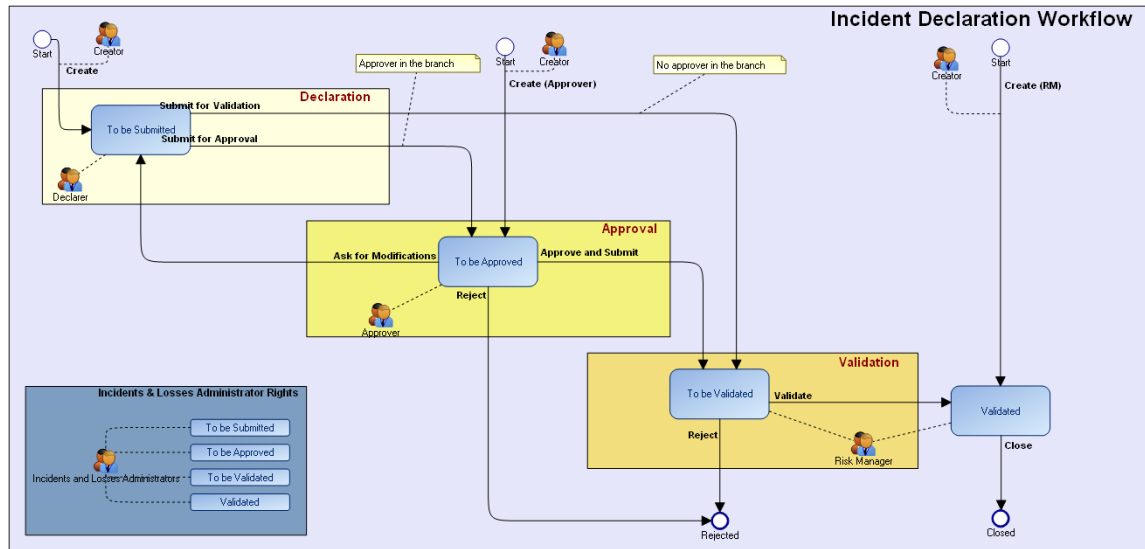 Incident Declaration Workflow
Start
Creator
Create
Approver in the branch
Start
Creator
Create (Approver)
No approver in the branch
Creator
Start
Create (RM)
Declaration
Submit for Validation
To be Submitted
Submit for Approval
Declarer
Approval
Ask for Modifications
To be Approved
Approve and Submit
Reject
Approver
Validation
To be Validated
Validate
Validated
Reject
Risk Manager
Close
Rejected
Closed
Incidents & Losses Administrator Rights
To be Submitted
To be Approved
Incidents and Losses Administrators
To be Validated
Validated